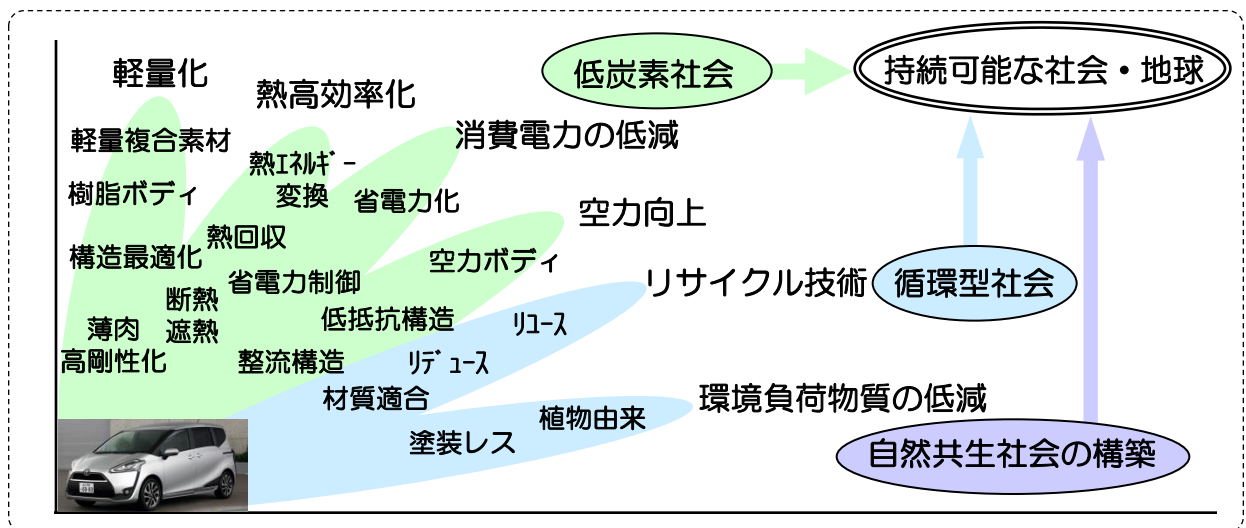 軽量化
熱高効率化
低炭素社会
持続可能な社会・地球
消費電力の低減
軽量複合素材
熱ｴﾈﾙｷﾞｰ
変換
樹脂ボディ
省電力化
空力向上
熱回収
構造最適化
空力ボディ
省電力制御
リサイクル技術
循環型社会
断熱
遮熱
薄肉
低抵抗構造
ﾘﾕｰｽ
高剛性化
整流構造
ﾘﾃﾞｭｰｽ
材質適合
環境負荷物質の低減
植物由来
塗装レス
自然共生社会の構築